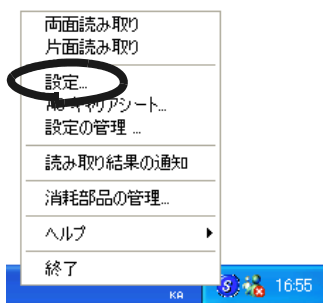 両面読み取り
片面読み取り
設定...
A3キャリアシート...
設定の管理 ...
読み取り結果の通知
消耗部品の管理...
ヘルプ
終了
KA
S
16:55